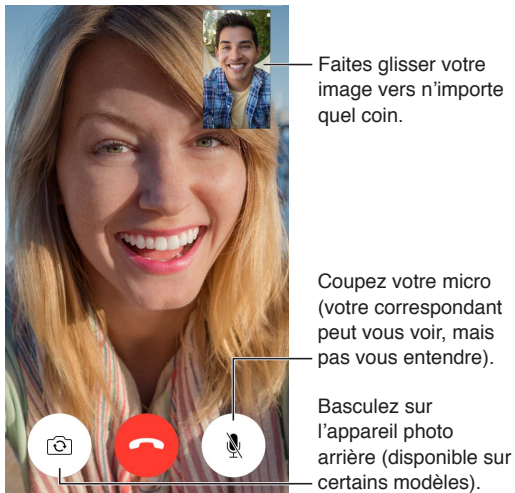 Faites glisser votre
image vers n’importe
quel coin.
Coupez votre micro
(votre correspondant
peut vous voir, mais
pas vous entendre).
Basculez sur
l’appareil photo
arrière (disponible sur
certains modèles).